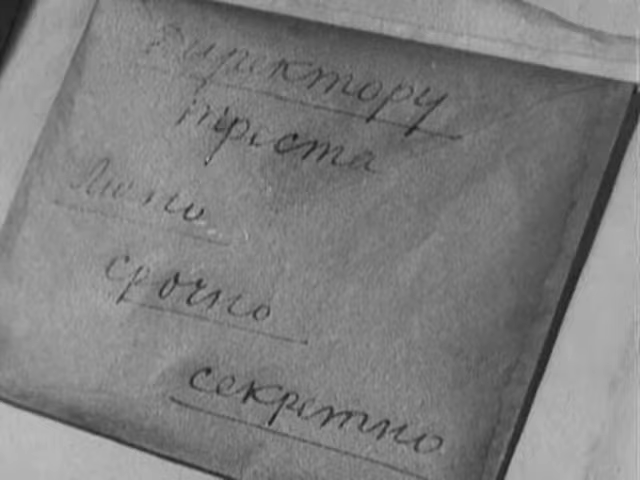 Директору
треста
Лично
срочно
секретно